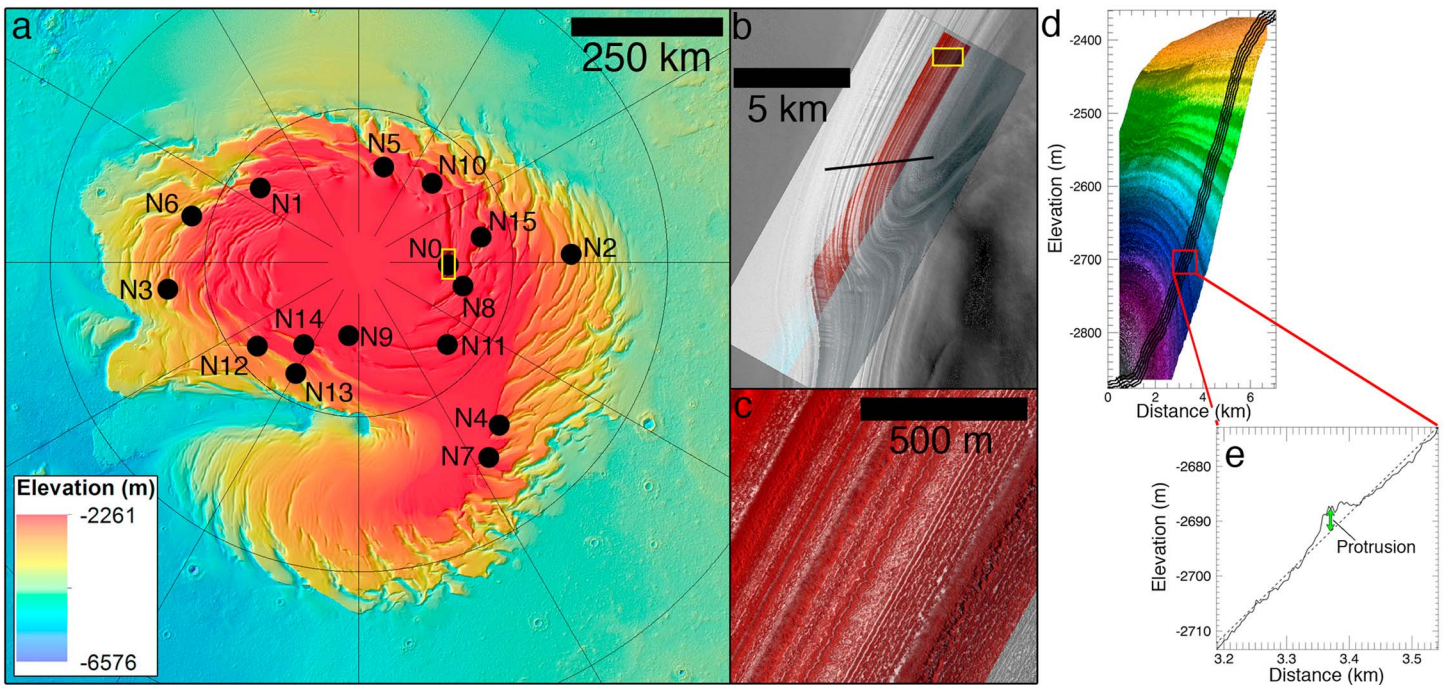 a
250 km
N5
N10
N1
N6
N15
N0
N2
N3
N8
N14
N9
N11
N12
N13
N4
N7
Elevation (m)
-2261
-6576
b
5 km
c
500 m
d
Elevation (m)
-2400
-2500
-2600
-2700
-2800
0 2 4 6
Distance (km)
e
Elevation (m)
-2680
-2690
-2700
-2710
Protrusion
3.2 3.3 3.4 3.5
Distance (km)